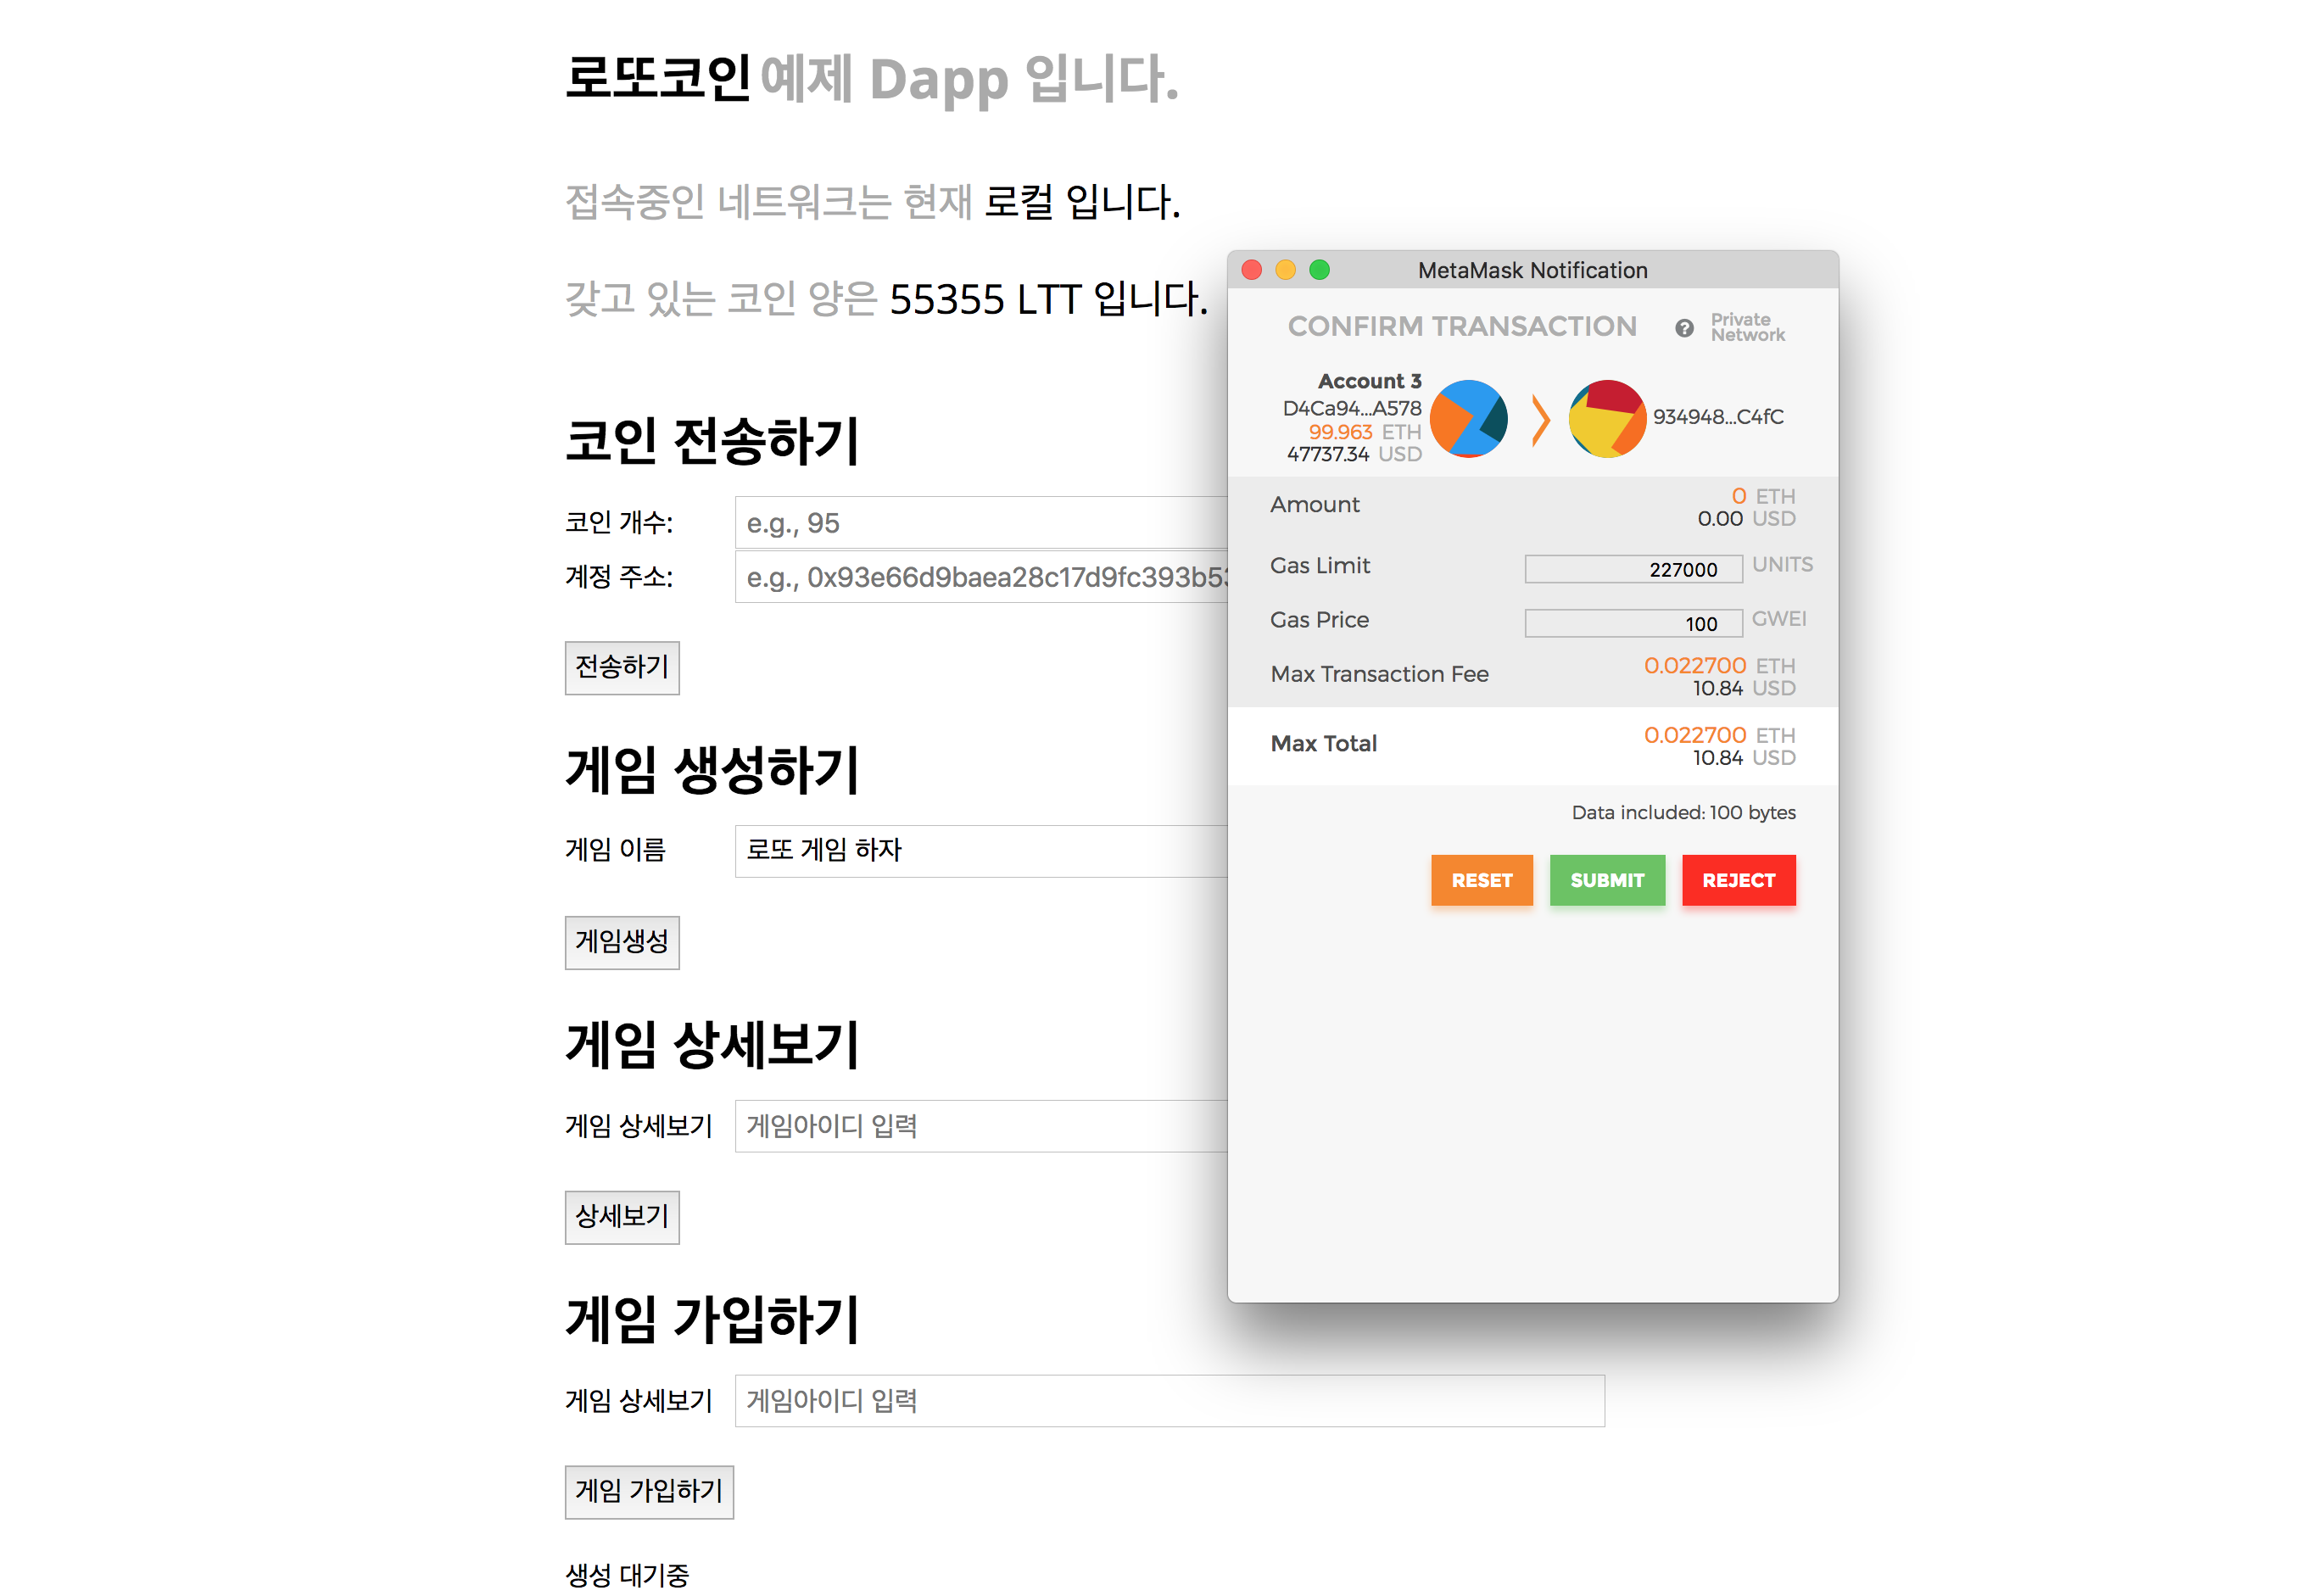 로또코인 예제 Dapp 입니다.
접속중인 네트워크는 현재 로컬 입니다.
갖고 있는 코인 양은 55355 LTT 입니다.
코인 전송하기
코인 개수:
e.g., 95
계정 주소:
e.g., 0x93e66d9baea28c17d9fc393b53
전송하기
게임 생성하기
게임 이름
로또 게임 하자
게임생성
게임 상세보기
게임 상세보기
게임아이디 입력
상세보기
게임 가입하기
게임 상세보기
게임아이디 입력
게임 가입하기
생성 대기중
MetaMask Notification
CONFIRM TRANSACTION
?
Private
Network
Account 3
D4Ca94...A578
99.963 ETH
47737.34 USD
934948...C4fC
Amount
0 ETH
0.00 USD
Gas Limit
227000 UNITS
Gas Price
100 GWEI
Max Transaction Fee
0.022700 ETH
10.84 USD
Max Total
0.022700 ETH
10.84 USD
Data included: 100 bytes
RESET
SUBMIT
REJECT